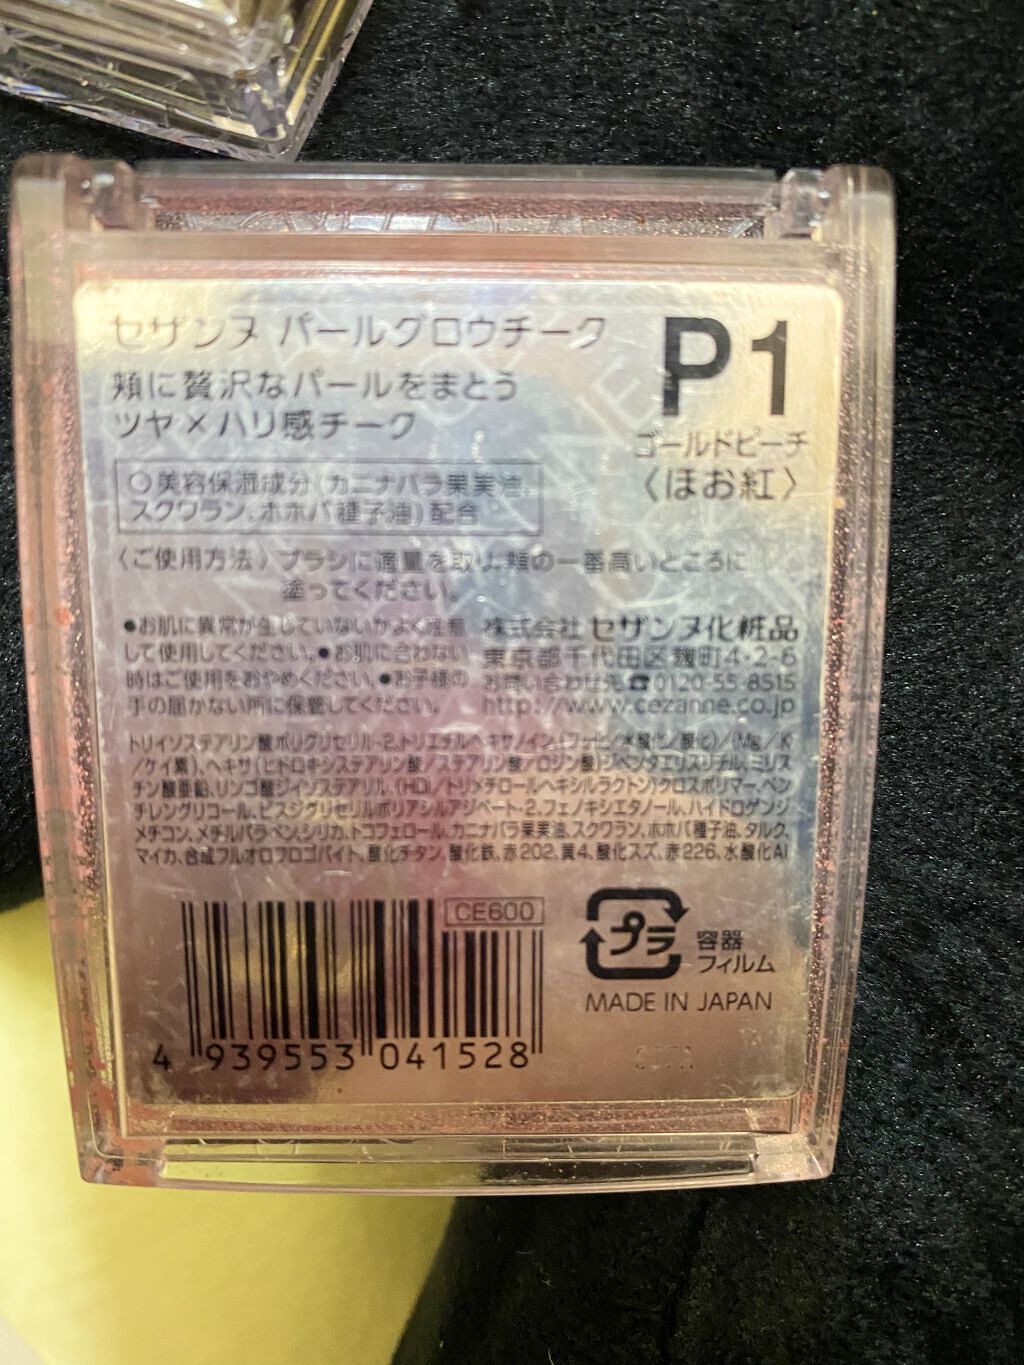 セザンヌ パールグロウチーク
P1
頬に贅沢なパールをまとう
ツヤ×ハリ感チーク
ゴールドピーチ
〈ほお紅〉
○美容保湿成分(カニナバラ果実油、
スクワラン、ホホバ種子油)配合
〈ご使用方法〉ブラシに適量を取り、頬の一番高いところに
塗ってください。
●お肌に異常が生じていないかよく注意
して使用してください。●お肌に合わない
時はご使用をおやめください。●お子様の
手の届かない所に保管してください。
株式会社 セザンヌ化粧品
東京都千代田区麹町4-2-6
お問い合わせ先☎0120-55-8515
http://www.cezanne.co.jp
トリイソステアリン酸ポリグリセリル-2、トリエチルヘキサノイン、(Mg/K
/ケイ素)、ヘキサ(ヒドロキシステアリン酸/ステアリン酸/ロジン酸)ジペンタエリスリチル、ミリス
チン酸亜鉛、リンゴ酸ジイソステアリル、(HDI/トリメチロールヘキシルラクトン)クロスポリマー、ペン
チレングリコール、ビスジグリセリルポリアシルアジペート-2、フェノキシエタノール、ハイドロゲンジ
メチコン、メチルパラベン、シリカ、トコフェロール、カニナバラ果実油、スクワラン、ホホバ種子油、タルク、
マイカ、合成フルオロフロゴパイト、酸化チタン、酸化鉄、赤202、黄4、酸化スズ、赤226、水酸化Al
CE600
プラ
容器
フィルム
MADE IN JAPAN
4 939553 041528